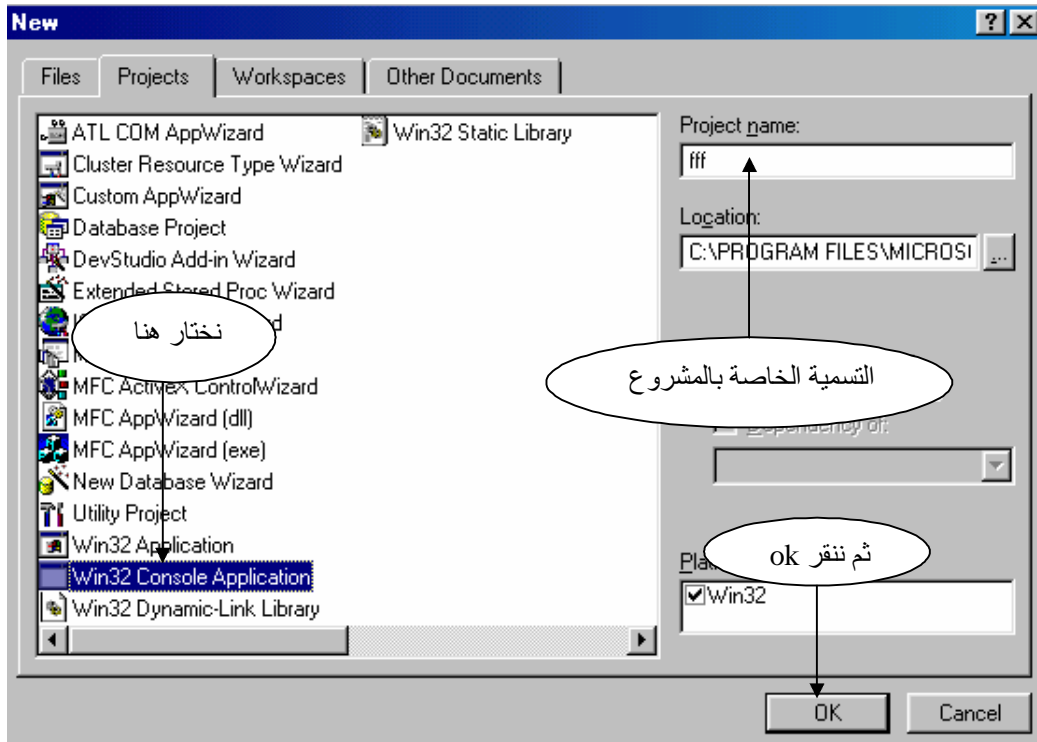 New
Files Projects Workspaces Other Documents
ATL COM AppWizard
Cluster Resource Type Wizard
Custom AppWizard
Database Project
DevStudio Add-in Wizard
Extended Stored Proc Wizard
MFC ActiveX ControlWizard
MFC AppWizard (dll)
MFC AppWizard (exe)
New Database Wizard
Utility Project
Win32 Application
Win32 Console Application
Win32 Dynamic-Link Library
Win32 Static Library
نختار هنا
Project name:
fff
Location:
C:\PROGRAM FILES\MICROS
...
التسمية الخاصة بالمشروع
Dependency of:
ثم ننقر ok
Win32
OK Cancel